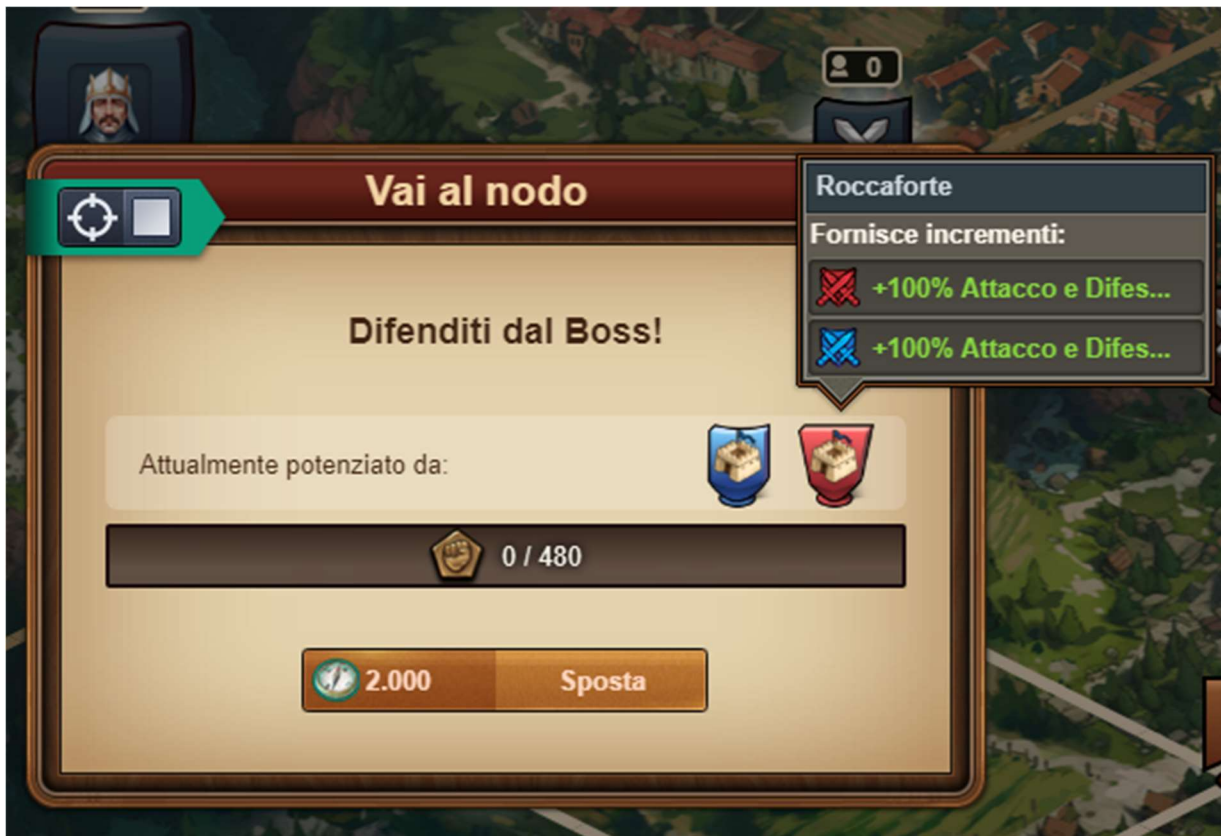 0
Vai al nodo
Roccaforte
Fornisce incrementi:
+100% Attacco e Difes...
+100% Attacco e Difes...
Difenditi dal Boss!
Attualmente potenziato da:
0 / 480
2.000
Sposta